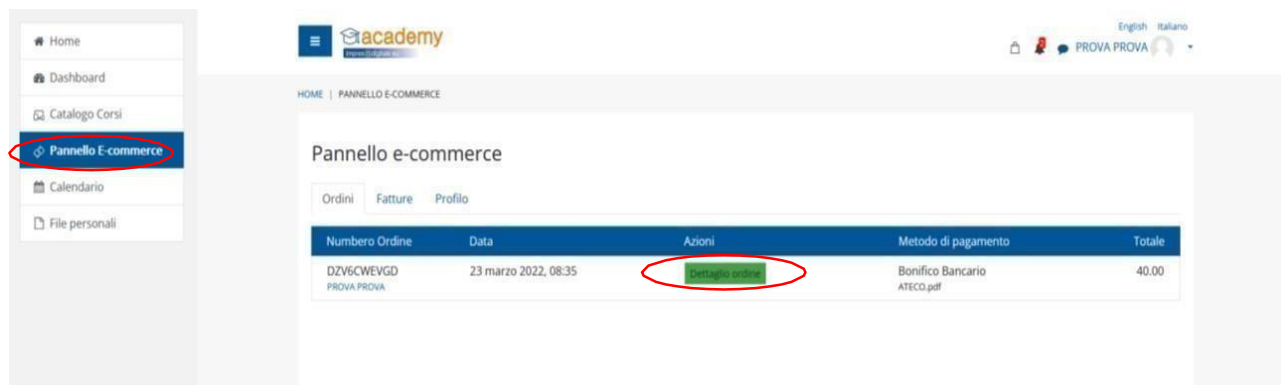 Home
Dashboard
Catalogo Corsi
Pannello E-commerce
Calendario
File personali
academy
English Italiano
PROVA PROVA
HOME | PANNELLO E-COMMERCE
Pannello e-commerce
Ordini Fatture Profilo
Numbero Ordine Data Azioni Metodo di pagamento Totale
DZV6CWEVGD 23 marzo 2022, 08:35 Dettaglio ordine Bonifico Bancario 40.00
PROVA PROVA ATECO.pdf